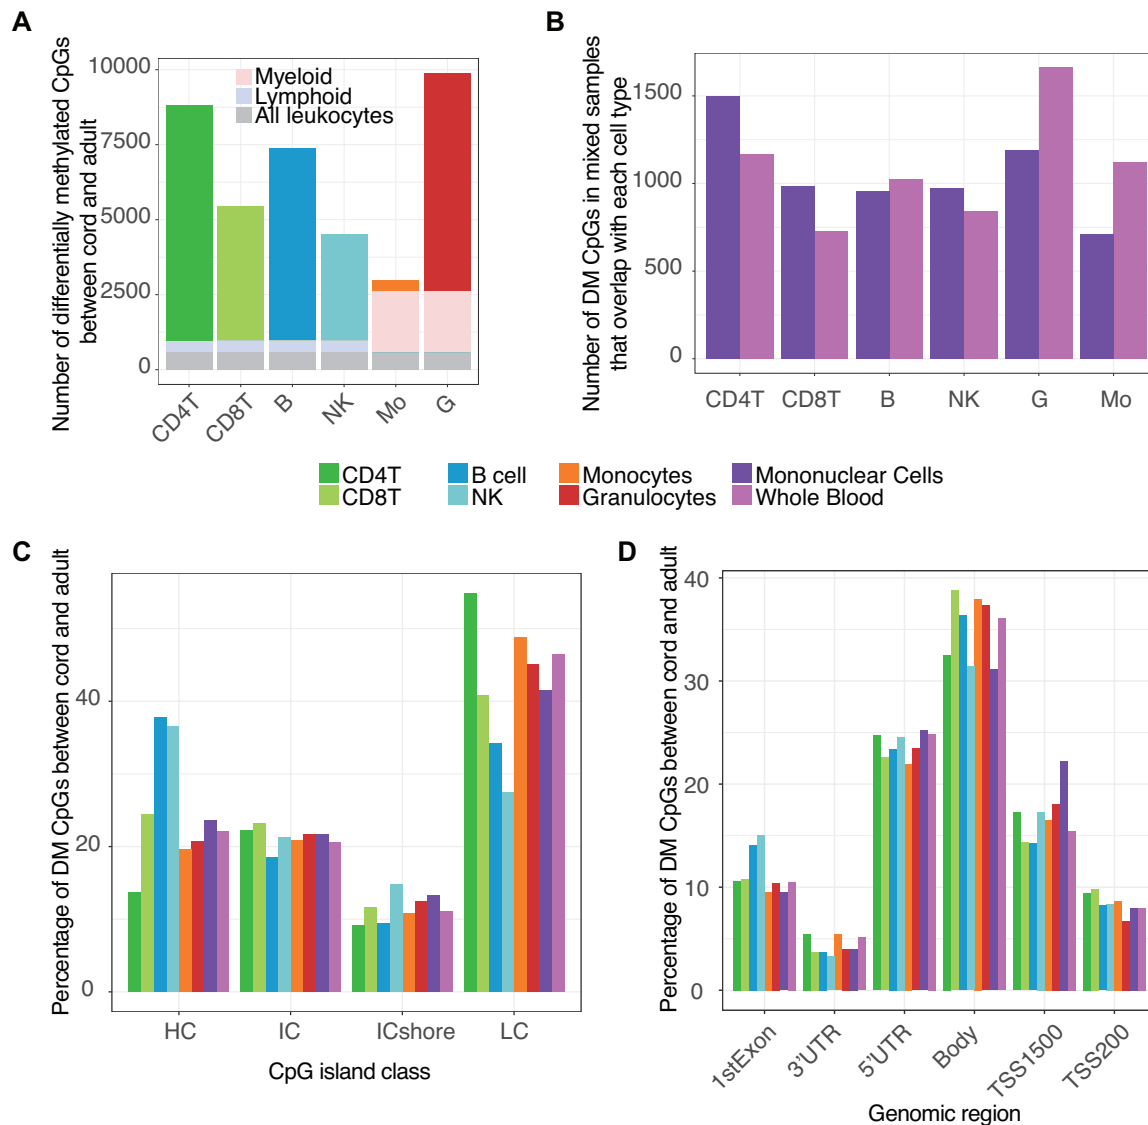 A
Number of differentially methylated CpGs
between cord and adult
10000
7500
5000
2500
0
Myeloid
Lymphoid
All leukocytes
CD4T
CD8T
B
NK
Mo
G
B
Number of DM CpGs in mixed samples
that overlap with each cell type
1500
1000
500
0
CD4T
CD8T
B
NK
G
Mo
CD4T
CD8T
B cell
NK
Monocytes
Granulocytes
Mononuclear Cells
Whole Blood
C
Percentage of DM CpGs between cord and adult
40
20
0
HC
IC
ICshore
LC
CpG island class
D
Percentage of DM CpGs between cord and adult
40
30
20
10
0
1stExon
3'UTR
5'UTR
Body
TSS1500
TSS200
Genomic region